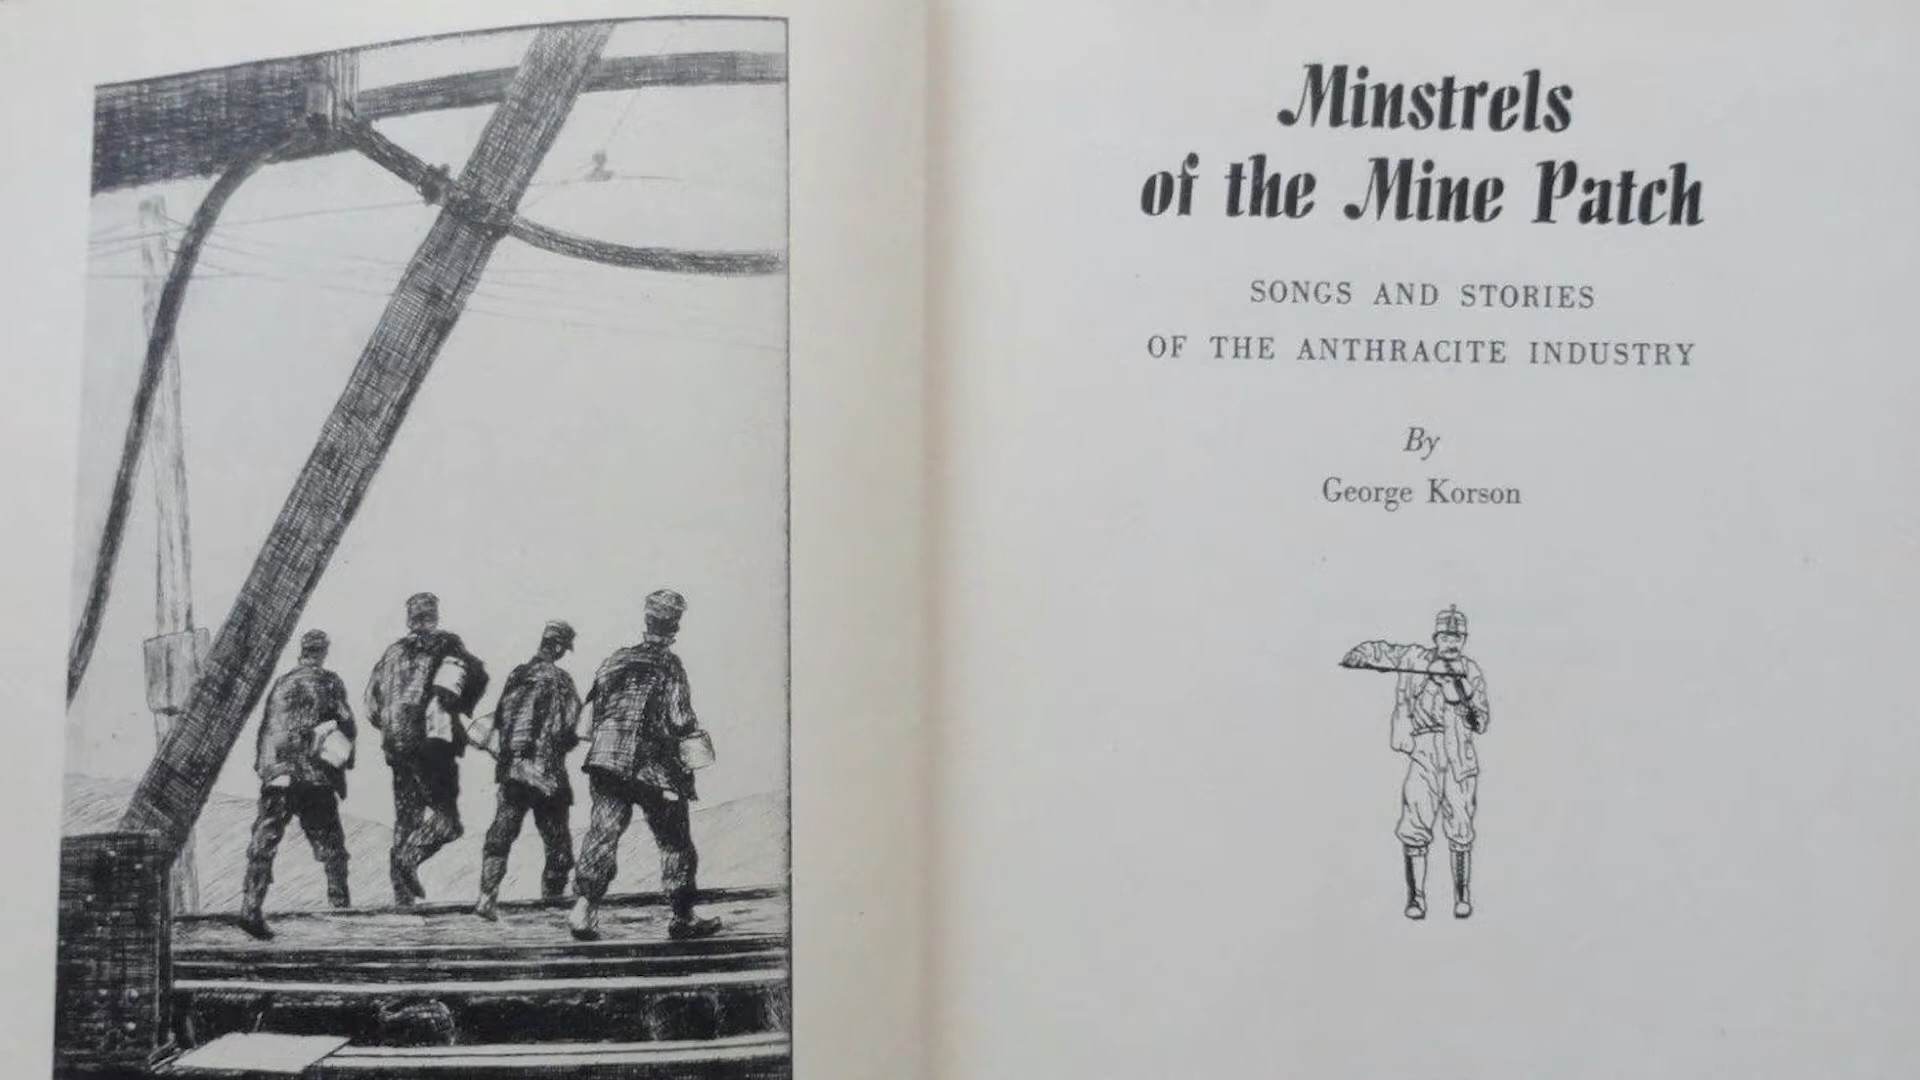 Minstrels
of the Mine Patch
SONGS AND STORIES
OF THE ANTHRACITE INDUSTRY
By
George Korson